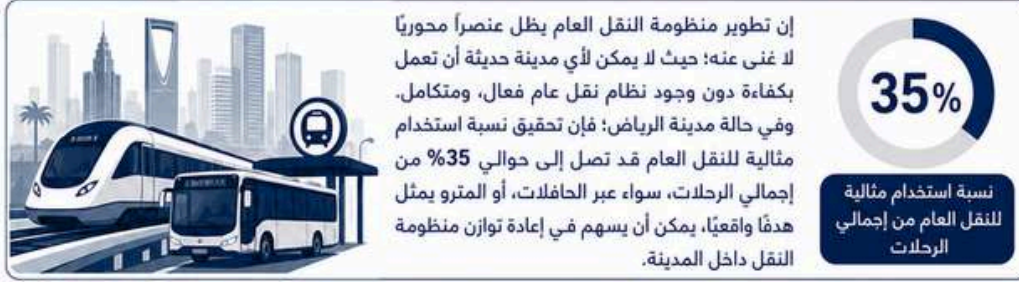 إن تطوير منظومة النقل العام يظل عنصراً محوريًا
لا غنى عنه؛ حيث لا يمكن لأي مدينة حديثة أن تعمل
بكفاءة دون وجود نظام نقل عام فعال، ومتكامل.
وفي حالة مدينة الرياض؛ فإن تحقيق نسبة استخدام
مثالية للنقل العام قد تصل إلى حوالي 35% من
إجمالي الرحلات، سواء عبر الحافلات، أو المترو يمثل
هدفًا واقعيًا، يمكن أن يسهم في إعادة توازن منظومة
النقل داخل المدينة.
35%
نسبة استخدام مثالية
للنقل العام من إجمالي
الرحلات